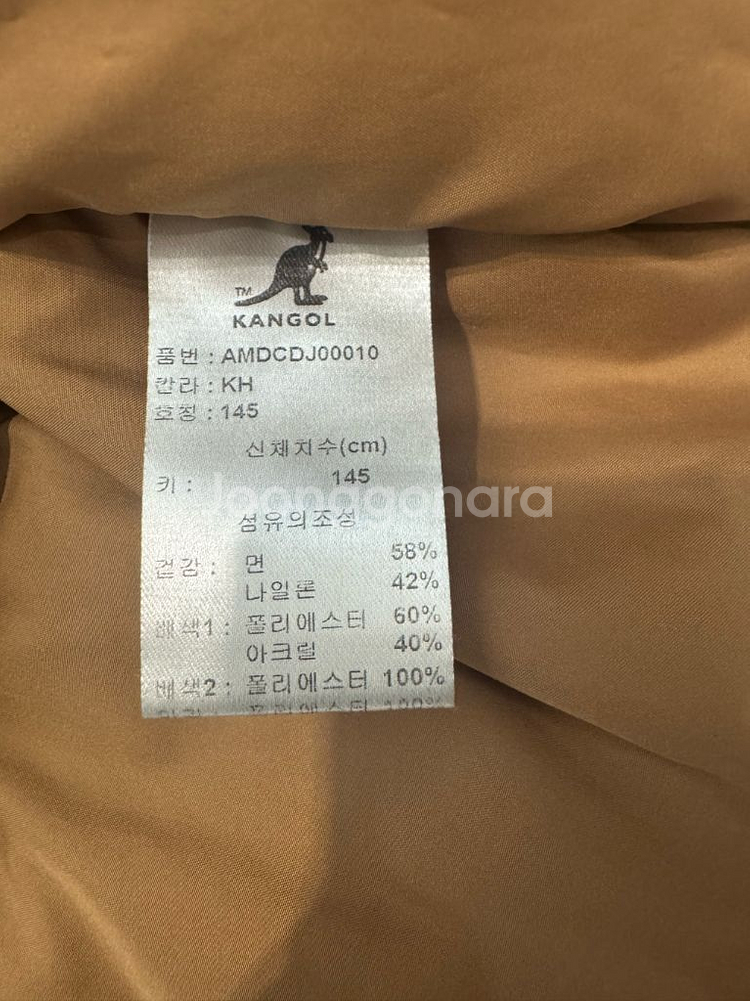 TM
KANGOL
품번 : AMDCDJ00010
칼라 : KH
호칭 : 145
신체치수(cm)
키 : 145
Joonggonara
섬유의조성
겉감 : 면 58%
나일론 42%
배색1 : 폴리에스터 60%
아크릴 40%
배색2 : 폴리에스터 100%